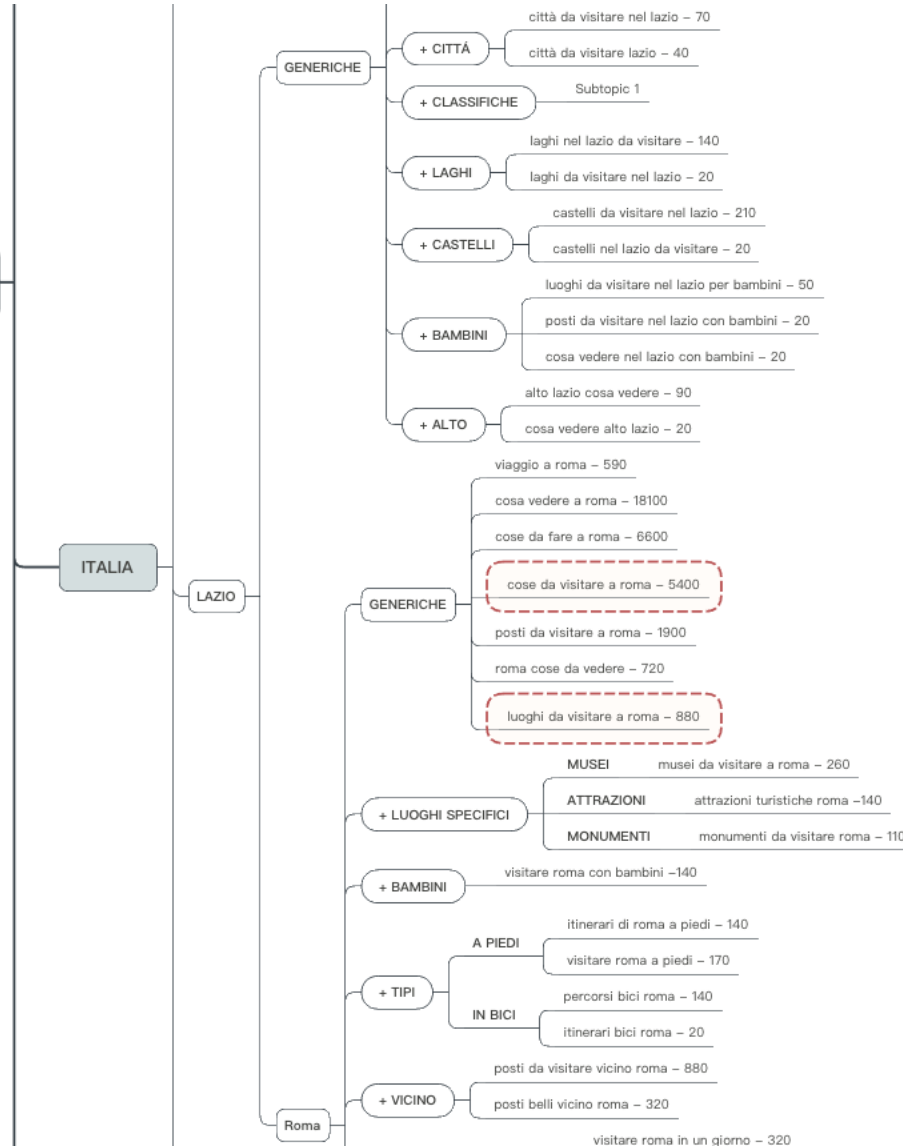 città da visitare nel lazio – 70
+ CITTÁ
città da visitare lazio – 40
GENERICHE
Subtopic 1
+ CLASSIFICHE
laghi nel lazio da visitare – 140
+ LAGHI
laghi da visitare nel lazio – 20
castelli da visitare nel lazio – 210
+ CASTELLI
castelli nel lazio da visitare – 20
luoghi da visitare nel lazio per bambini – 50
+ BAMBINI
posti da visitare nel lazio con bambini – 20
cosa vedere nel lazio con bambini – 20
alto lazio cosa vedere – 90
+ ALTO
cosa vedere alto lazio – 20
viaggio a roma – 590
cosa vedere a roma – 18100
cose da fare a roma – 6600
ITALIA
cose da visitare a roma – 5400
LAZIO
GENERICHE
posti da visitare a roma – 1900
roma cose da vedere – 720
luoghi da visitare a roma – 880
MUSEI musei da visitare a roma – 260
+ LUOGHI SPECIFICI
ATTRAZIONI attrazioni turistiche roma –140
MONUMENTI monumenti da visitare roma – 110
+ BAMBINI
visitare roma con bambini –140
itinerari di roma a piedi – 140
A PIEDI
visitare roma a piedi – 170
+ TIPI
percorsi bici roma – 140
IN BICI
itinerari bici roma – 20
posti da visitare vicino roma – 880
+ VICINO
posti belli vicino roma – 320
Roma
visitare roma in un giorno – 320